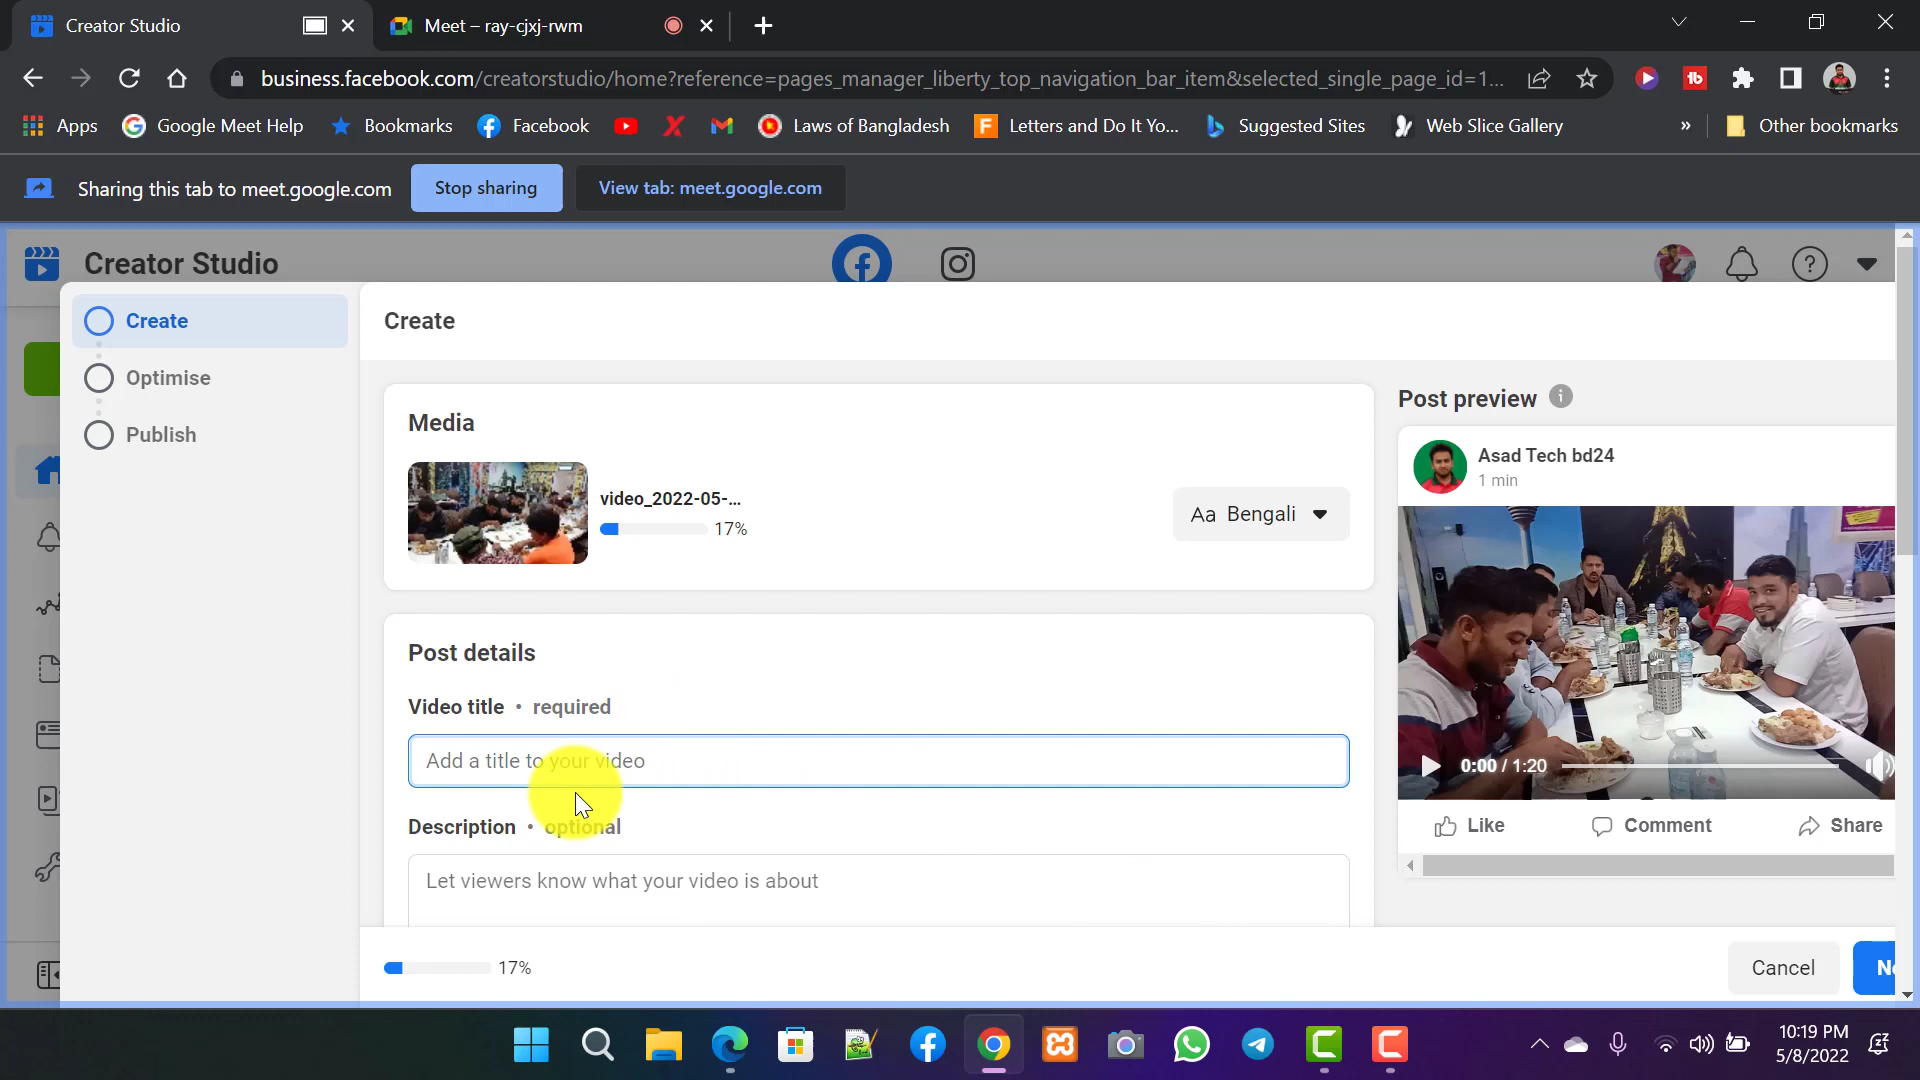 Creator Studio
Meet – ray-cjxj-rwm
business.facebook.com/creatorstudio/home?reference=pages_manager_liberty_top_navigation_bar_item&selected_single_page_id=1...
Apps
Google Meet Help
Bookmarks
Facebook
Laws of Bangladesh
Letters and Do It Yo...
Suggested Sites
Web Slice Gallery
»
Other bookmarks
Sharing this tab to meet.google.com
Stop sharing
View tab: meet.google.com
Creator Studio
Create
Optimise
Publish
Create
Media
video_2022-05-...
17%
Aa Bengali
Post details
Video title • required
Add a title to your video
Description • optional
Let viewers know what your video is about
17%
Post preview
Asad Tech bd24
1 min
0:00 / 1:20
Like
Comment
Share
Cancel
10:19 PM
5/8/2022